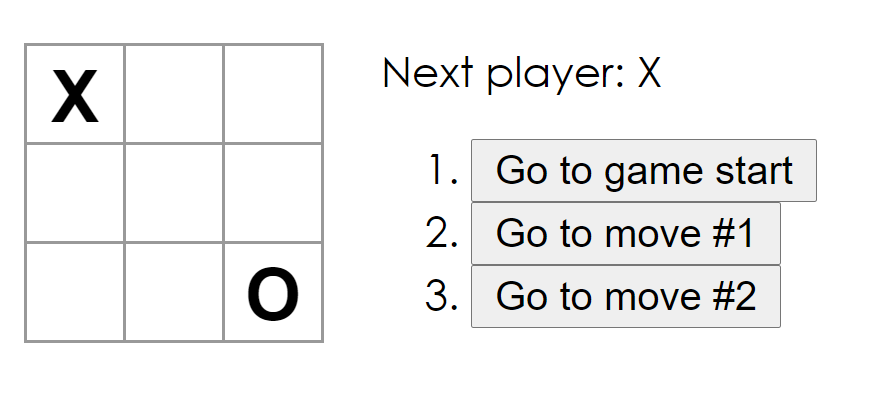 X
O
Next player: X
1. Go to game start
2. Go to move #1
3. Go to move #2